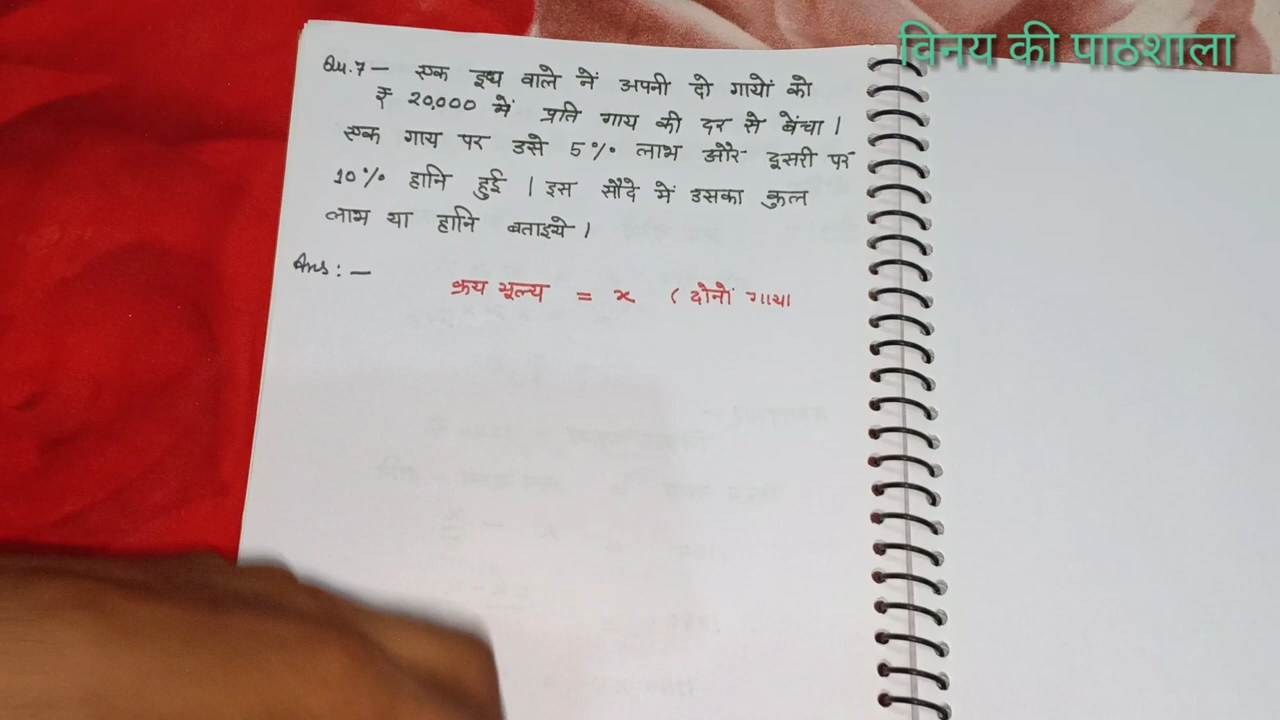 विनय की पाठशाला
Qu.7 - एक दूध वाले नें अपनी दो गायों को
₹ 20,000 में प्रति गाय की दर से बेंचा ।
एक गाय पर उसे 5% लाभ और दूसरी पर
10% हानि हुई । इस सौदे में उसका कुल
लाभ या हानि बताइये ।
Ans : -
क्रय मूल्य = x ( दोनों गाया